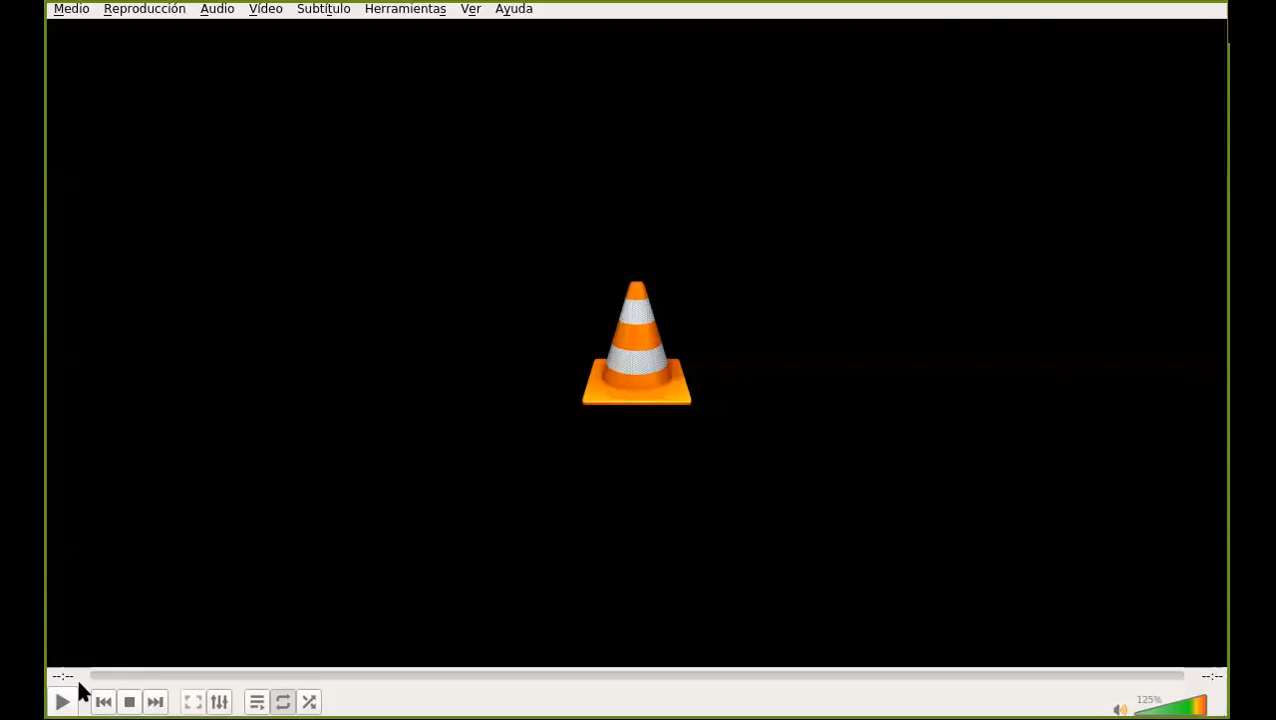 Medio Reproducción Audio Vídeo Subtítulo Herramientas Ver Ayuda
--:-- --:--
125%